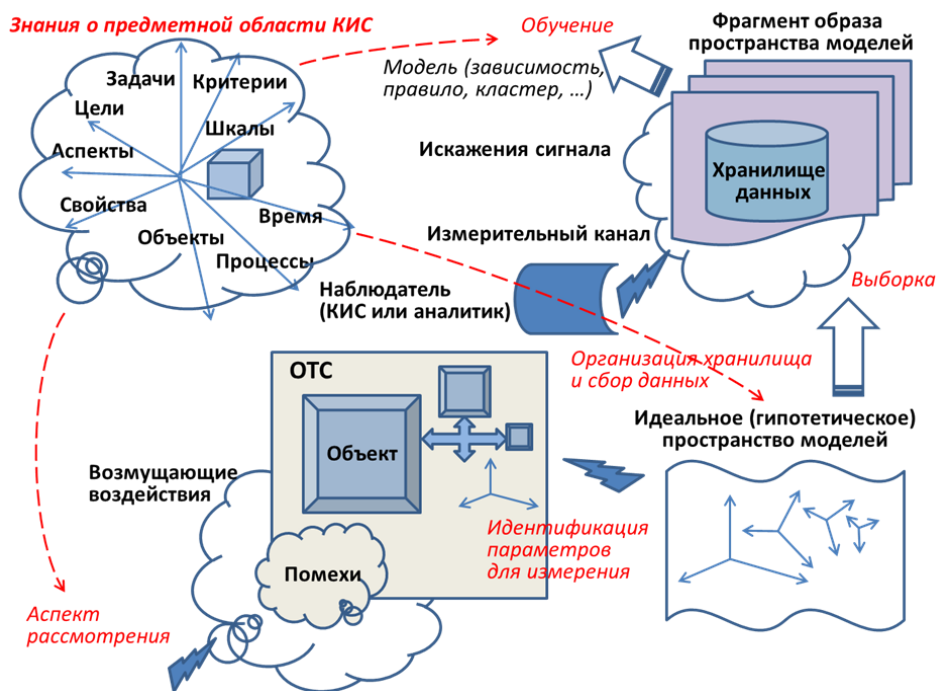 Знания о предметной области КИС
Задачи
Критерии
Цели
Шкалы
Аспекты
Свойства
Время
Объекты
Процессы
Обучение
Модель (зависимость,
правило, кластер, ...)
Фрагмент образа
пространства моделей
Искажения сигнала
Хранилище
данных
Измерительный канал
Наблюдатель
(КИС или аналитик)
Выборка
Организация хранилища
и сбор данных
ОТС
Объект
Идеальное (гипотетическое)
пространство моделей
Возмущающие
воздействия
Помехи
Идентификация
параметров
для измерения
Аспект
рассмотрения